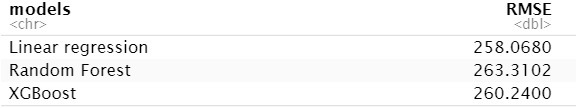 models RMSE
<chr> <dbl>
Linear regression 258.0680
Random Forest 263.3102
XGBoost 260.2400